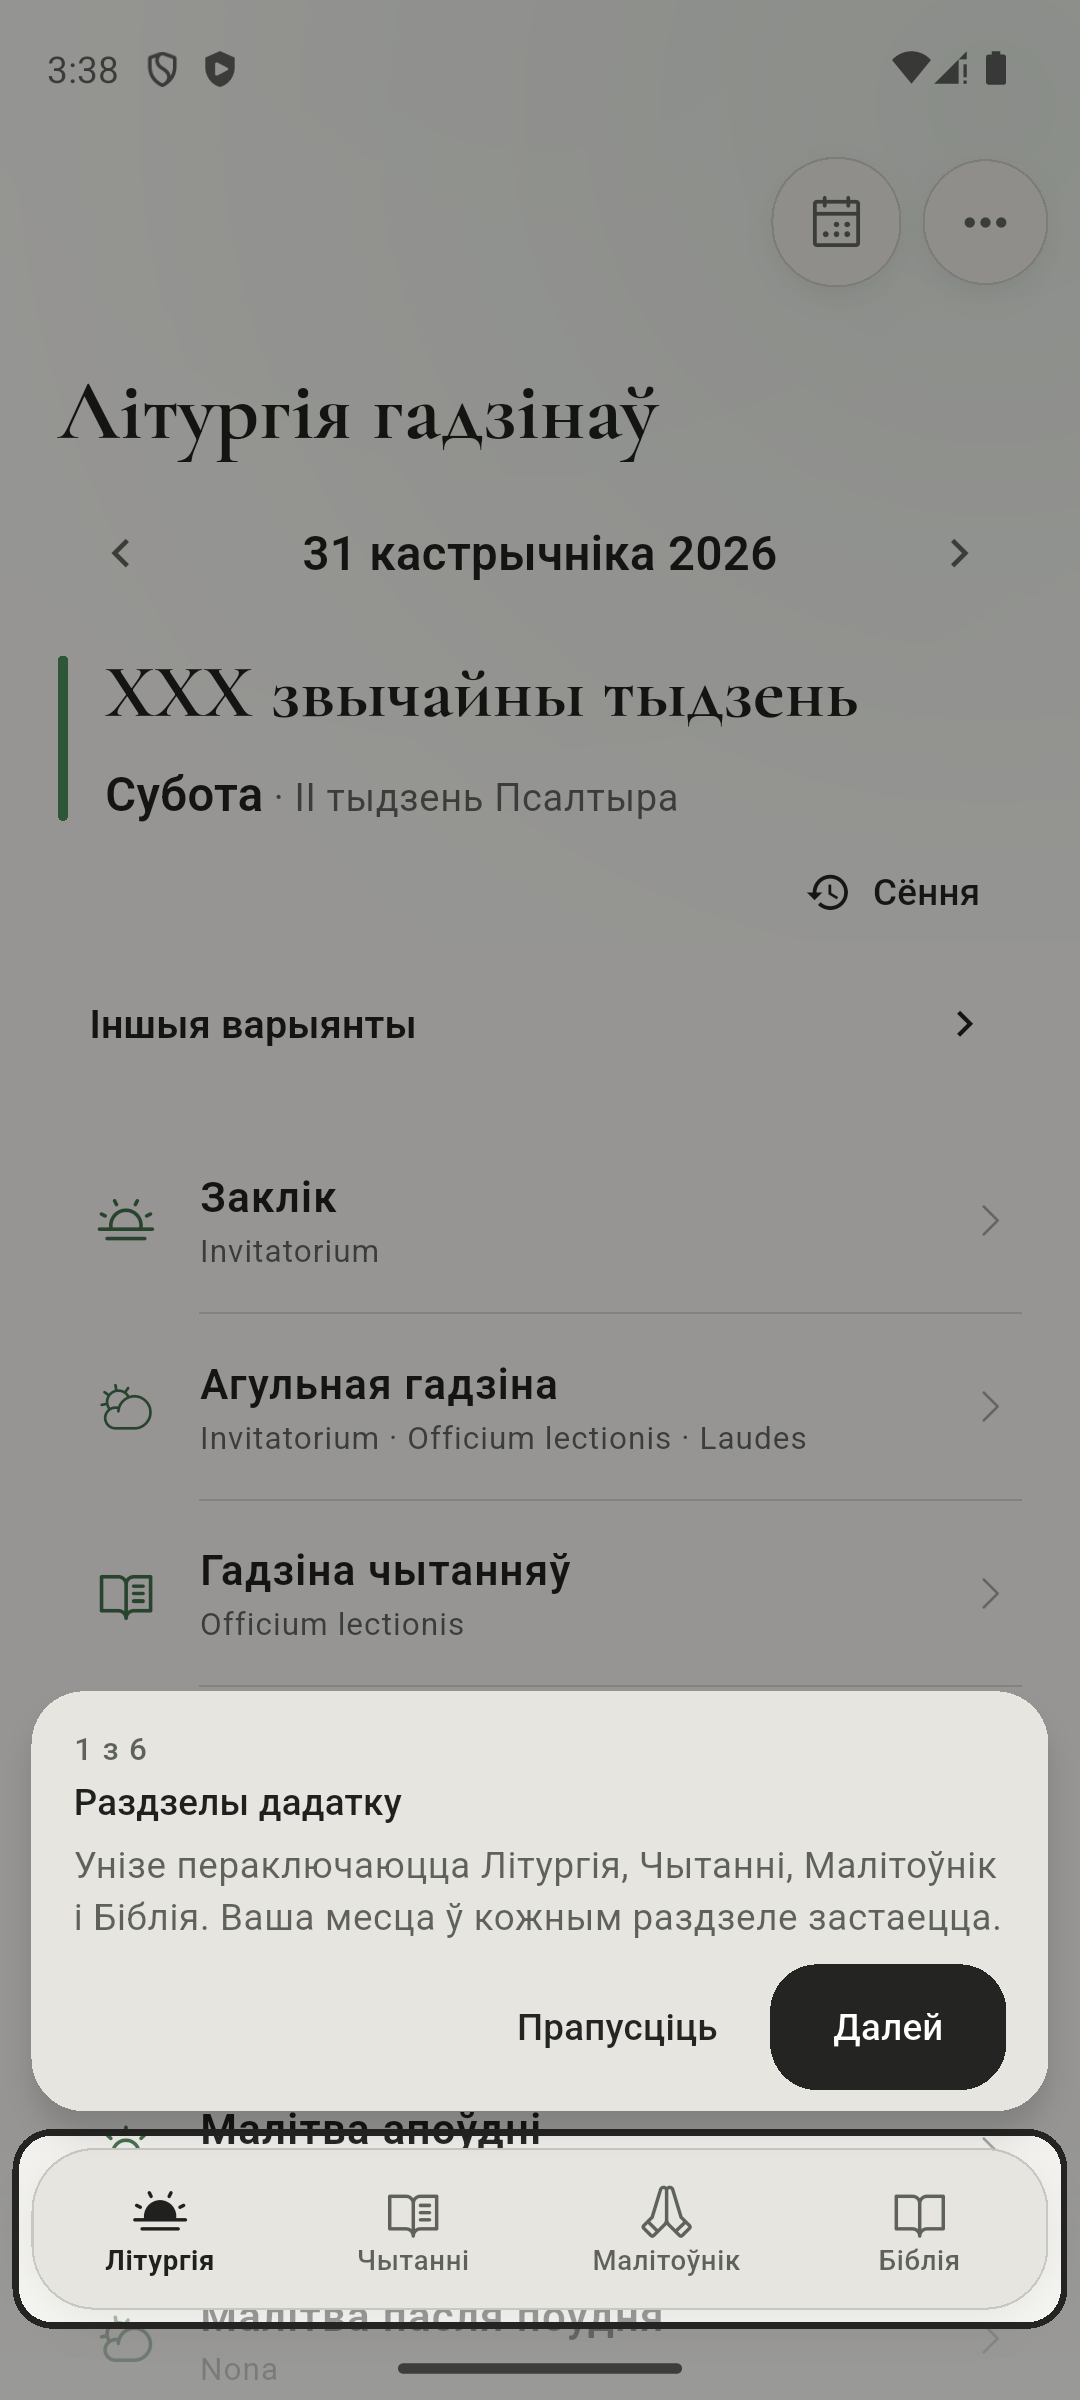 3:38
Літургія гадзінаў
31 кастрычніка 2026
XXX звычайны тыдзень
Субота · II тыдзень Псалтыра
Сёння
Іншыя варыянты
Заклік
Invitatorium
Агульная гадзіна
Invitatorium · Officium lectionis · Laudes
Гадзіна чытанняў
Officium lectionis
1 з 6
Раздзелы дадатку
Унізе пераключаюцца Літургія, Чытанні, Малітоўнік
і Біблія. Ваша месца ў кожным раздзеле застаецца.
Прапусціць
Далей
Малітва апоўдні
Літургія
Чытанні
Малітоўнік
Біблія
Малітва пасля поўдня
Nona